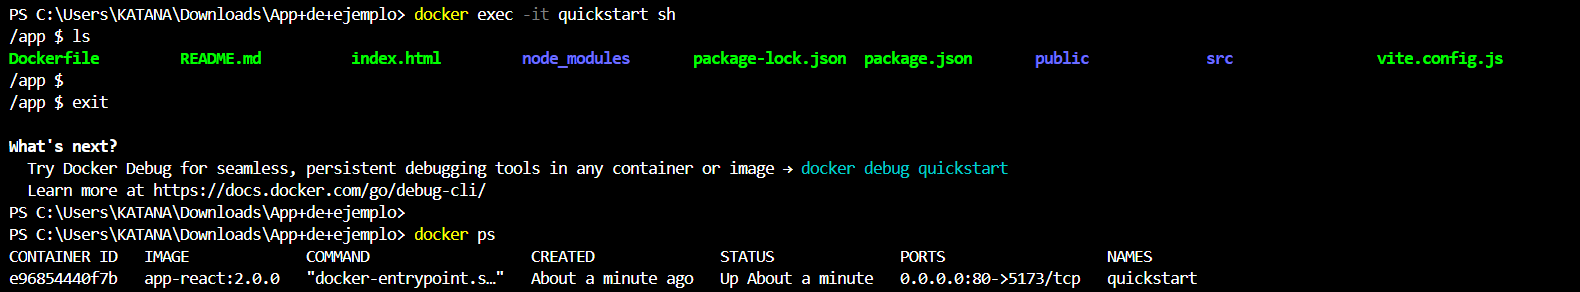 PS C:\Users\KATANA\Downloads\App+de+ejemplo> docker exec -it quickstart sh
/app $ ls
Dockerfile README.md index.html node_modules package-lock.json package.json public src vite.config.js
/app $
/app $ exit
What's next?
Try Docker Debug for seamless, persistent debugging tools in any container or image → docker debug quickstart
Learn more at https://docs.docker.com/go/debug-cli/
PS C:\Users\KATANA\Downloads\App+de+ejemplo>
PS C:\Users\KATANA\Downloads\App+de+ejemplo> docker ps
CONTAINER ID IMAGE COMMAND CREATED STATUS PORTS NAMES
e96854440f7b app-react:2.0.0 "docker-entrypoint.s…" About a minute ago Up About a minute 0.0.0.0:80->5173/tcp quickstart